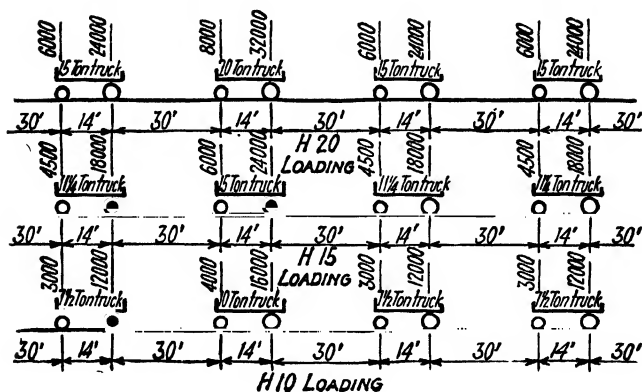 6000 24000 8000 32000 6000 24000 6000 24000
15 Ton truck 20 Ton truck 15 Ton truck 15 Ton truck
30' 14' 30' 14' 30' 14' 30' 14' 30'
H 20
LOADING
4500 18000 6000 24000 4500 18000 4500 18000
11¼ Ton truck 15 Ton truck 11¼ Ton truck 11¼ Ton truck
30' 14' 30' 14' 30' 14' 30' 14' 30'
H 15
LOADING
3000 12000 4000 16000 3000 12000 3000 12000
7½ Ton truck 10 Ton truck 7½ Ton truck 7½ Ton truck
30' 14' 30' 14' 30' 14' 30' 14' 30'
H 10 LOADING